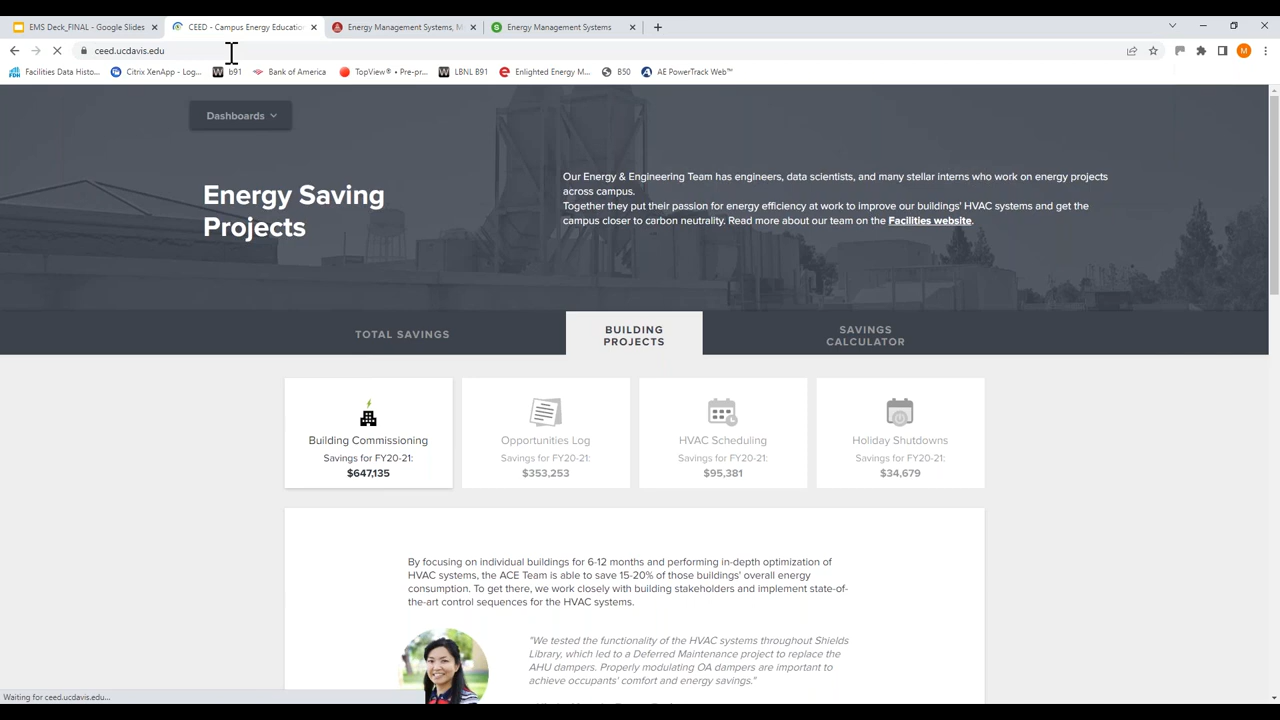 EMS Deck_FINAL - Google Slides
CEED - Campus Energy Education
Energy Management Systems, M
Energy Management Systems
ceed.ucdavis.edu
M
Facilities Data Histo...
Citrix XenApp - Log...
b91
Bank of America
TopView® • Pre-pr...
LBNL B91
Enlighted Energy M...
B50
AE PowerTrack Web™
Dashboards
Energy Saving
Projects
Our Energy & Engineering Team has engineers, data scientists, and many stellar interns who work on energy projects
across campus.
Together they put their passion for energy efficiency at work to improve our buildings' HVAC systems and get the
campus closer to carbon neutrality. Read more about our team on the Facilities website.
TOTAL SAVINGS
BUILDING
PROJECTS
SAVINGS
CALCULATOR
Building Commissioning
Savings for FY20-21:
$647,135
Opportunities Log
Savings for FY20-21:
$353,253
HVAC Scheduling
Savings for FY20-21:
$95,381
Holiday Shutdowns
Savings for FY20-21:
$34,679
By focusing on individual buildings for 6-12 months and performing in-depth optimization of
HVAC systems, the ACE Team is able to save 15-20% of those buildings' overall energy
consumption. To get there, we work closely with building stakeholders and implement state-of-
the-art control sequences for the HVAC systems.
"We tested the functionality of the HVAC systems throughout Shields
Library, which led to a Deferred Maintenance project to replace the
AHU dampers. Properly modulating OA dampers are important to
achieve occupants' comfort and energy savings."
Waiting for ceed.ucdavis.edu...